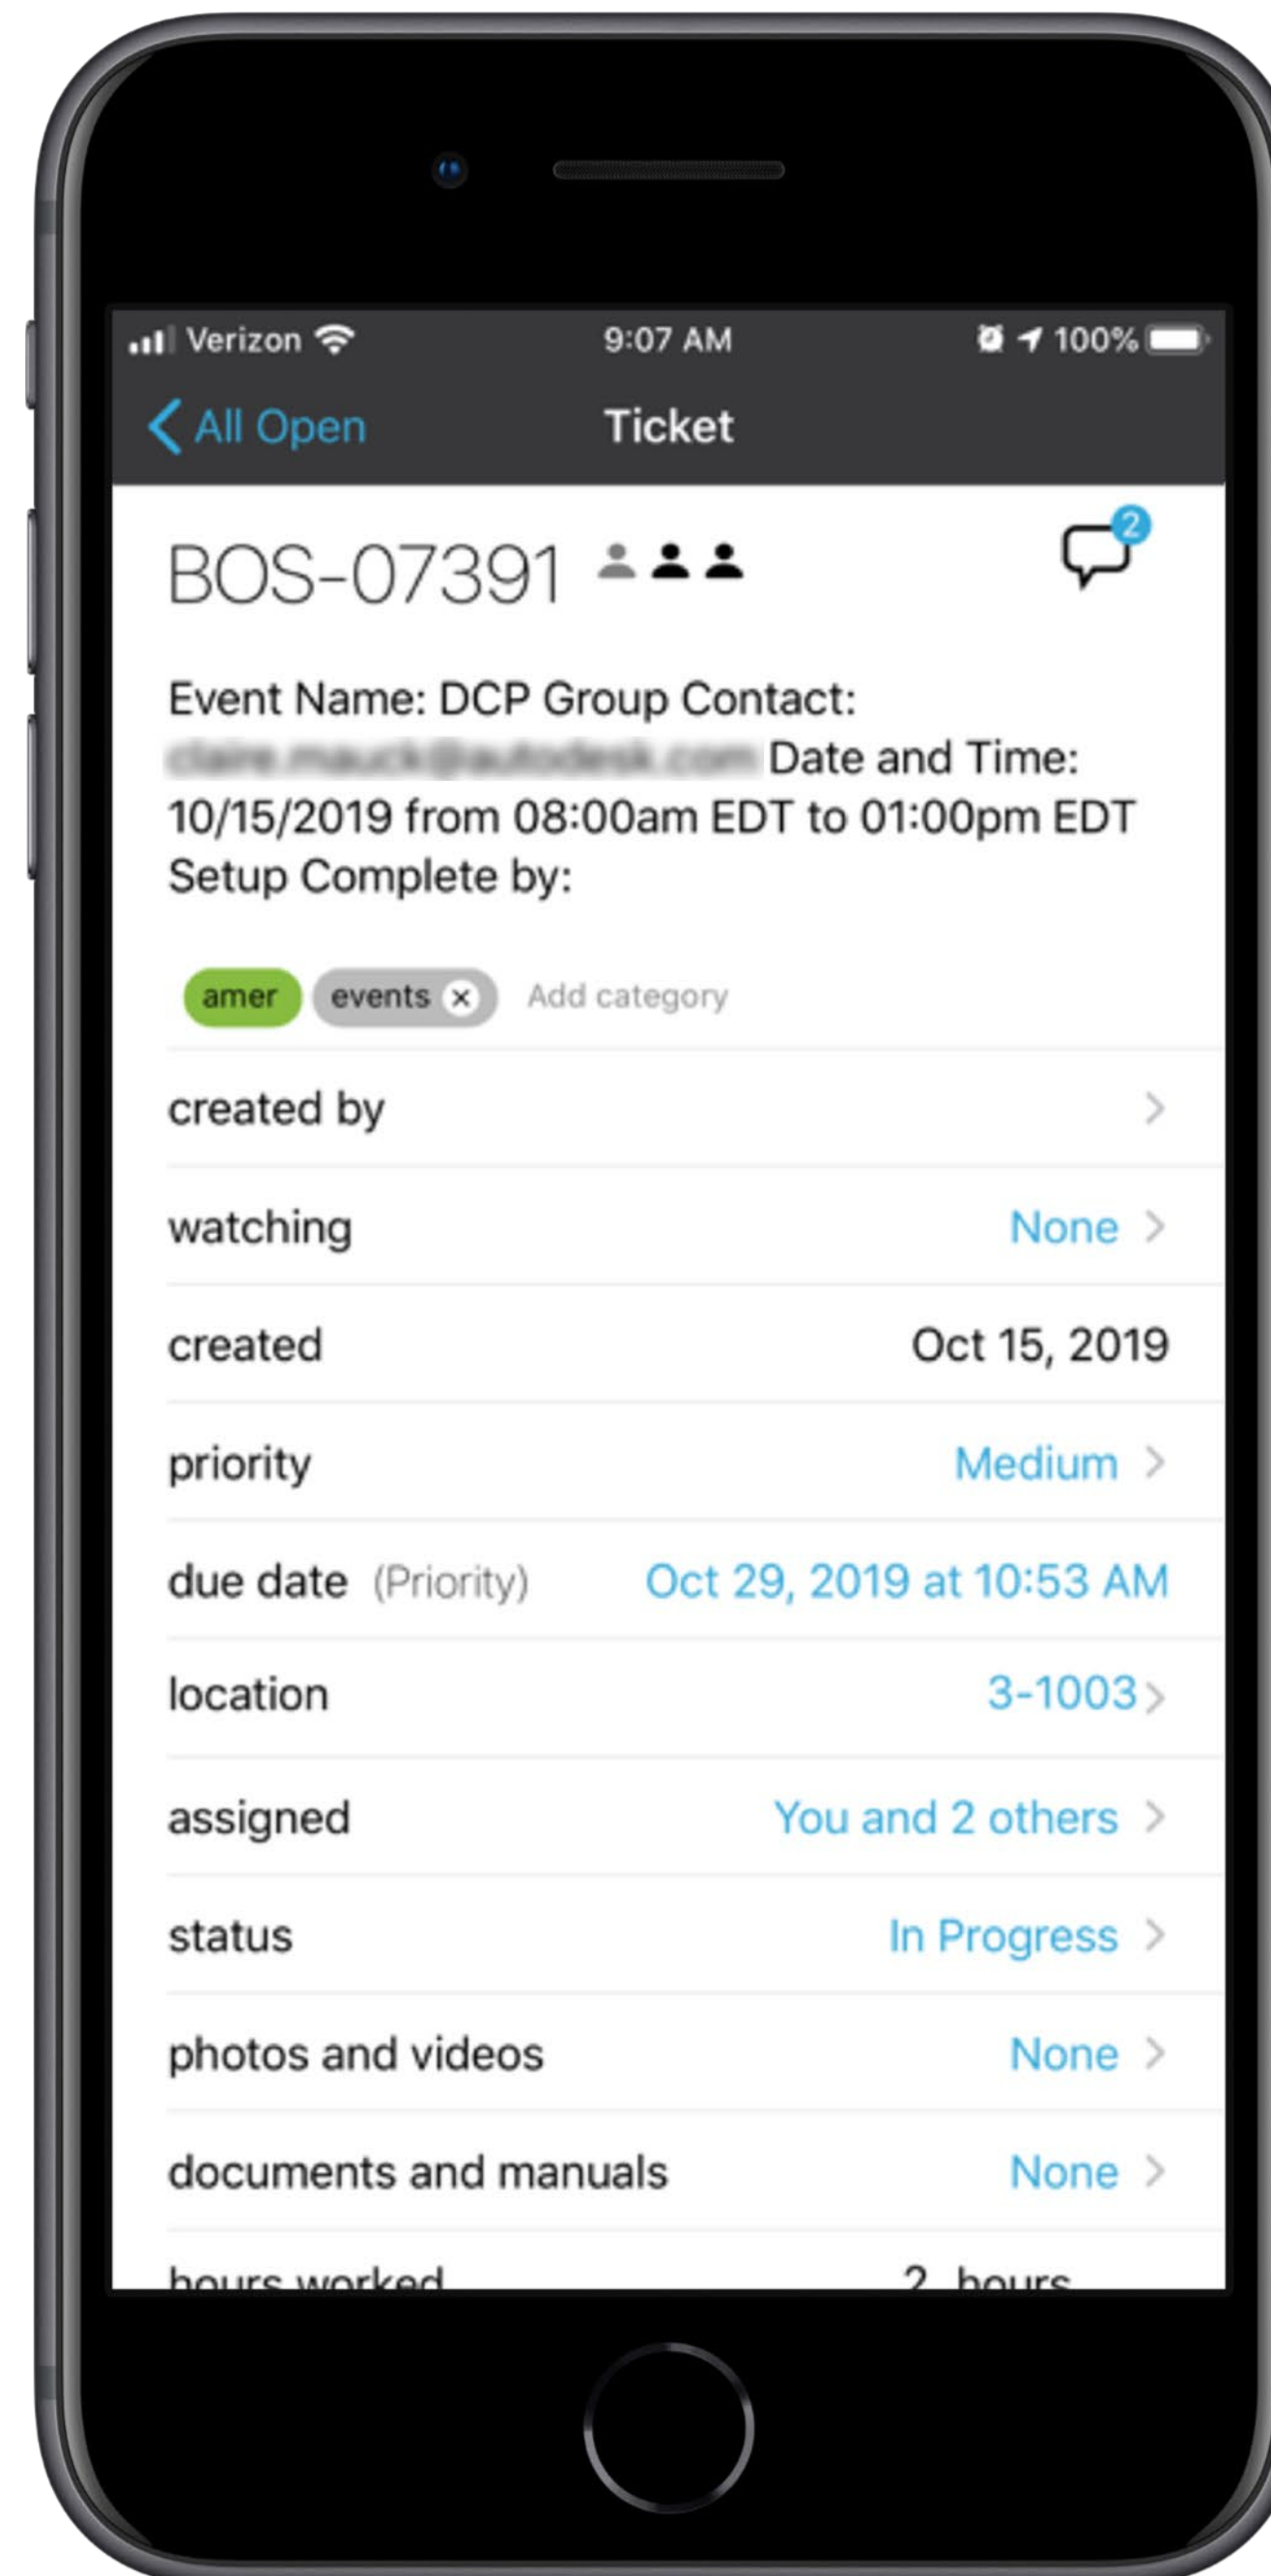 Verizon 9:07 AM 100%
All Open Ticket
BOS-07391 2
Event Name: DCP Group Contact:
Date and Time:
10/15/2019 from 08:00am EDT to 01:00pm EDT
Setup Complete by:
amer events × Add category
created by
watching None
created Oct 15, 2019
priority Medium
due date (Priority) Oct 29, 2019 at 10:53 AM
location 3-1003
assigned You and 2 others
status In Progress
photos and videos None
documents and manuals None
hours worked 2 hours